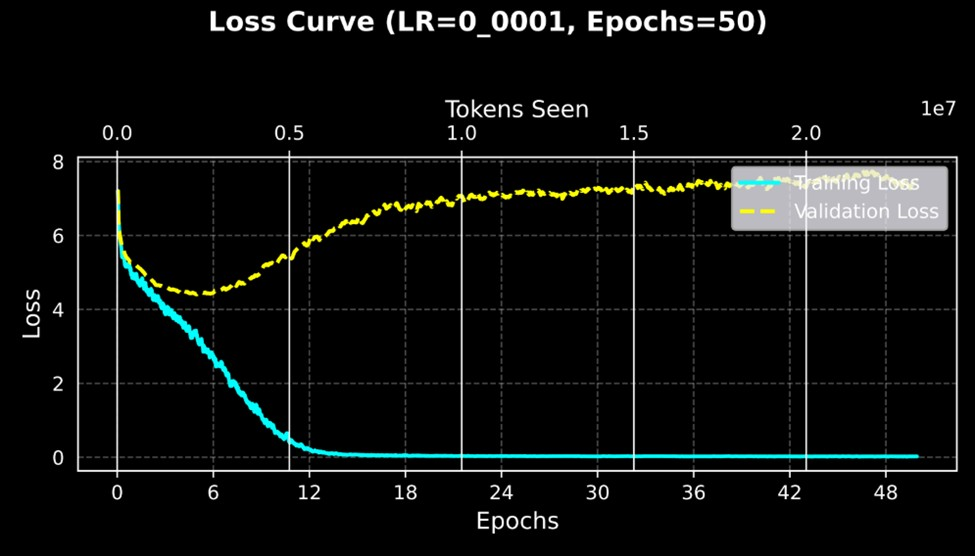 Loss Curve (LR=0_0001, Epochs=50)
Tokens Seen
1e7
0.0 0.5 1.0 1.5 2.0
8
6
4
2
0
Loss
Training Loss
Validation Loss
0 6 12 18 24 30 36 42 48
Epochs